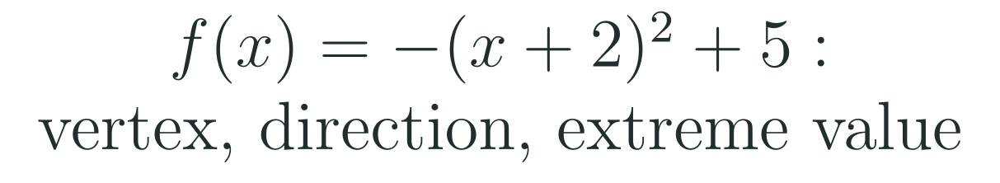 f(x) = −(x + 2)² + 5 :
vertex, direction, extreme value